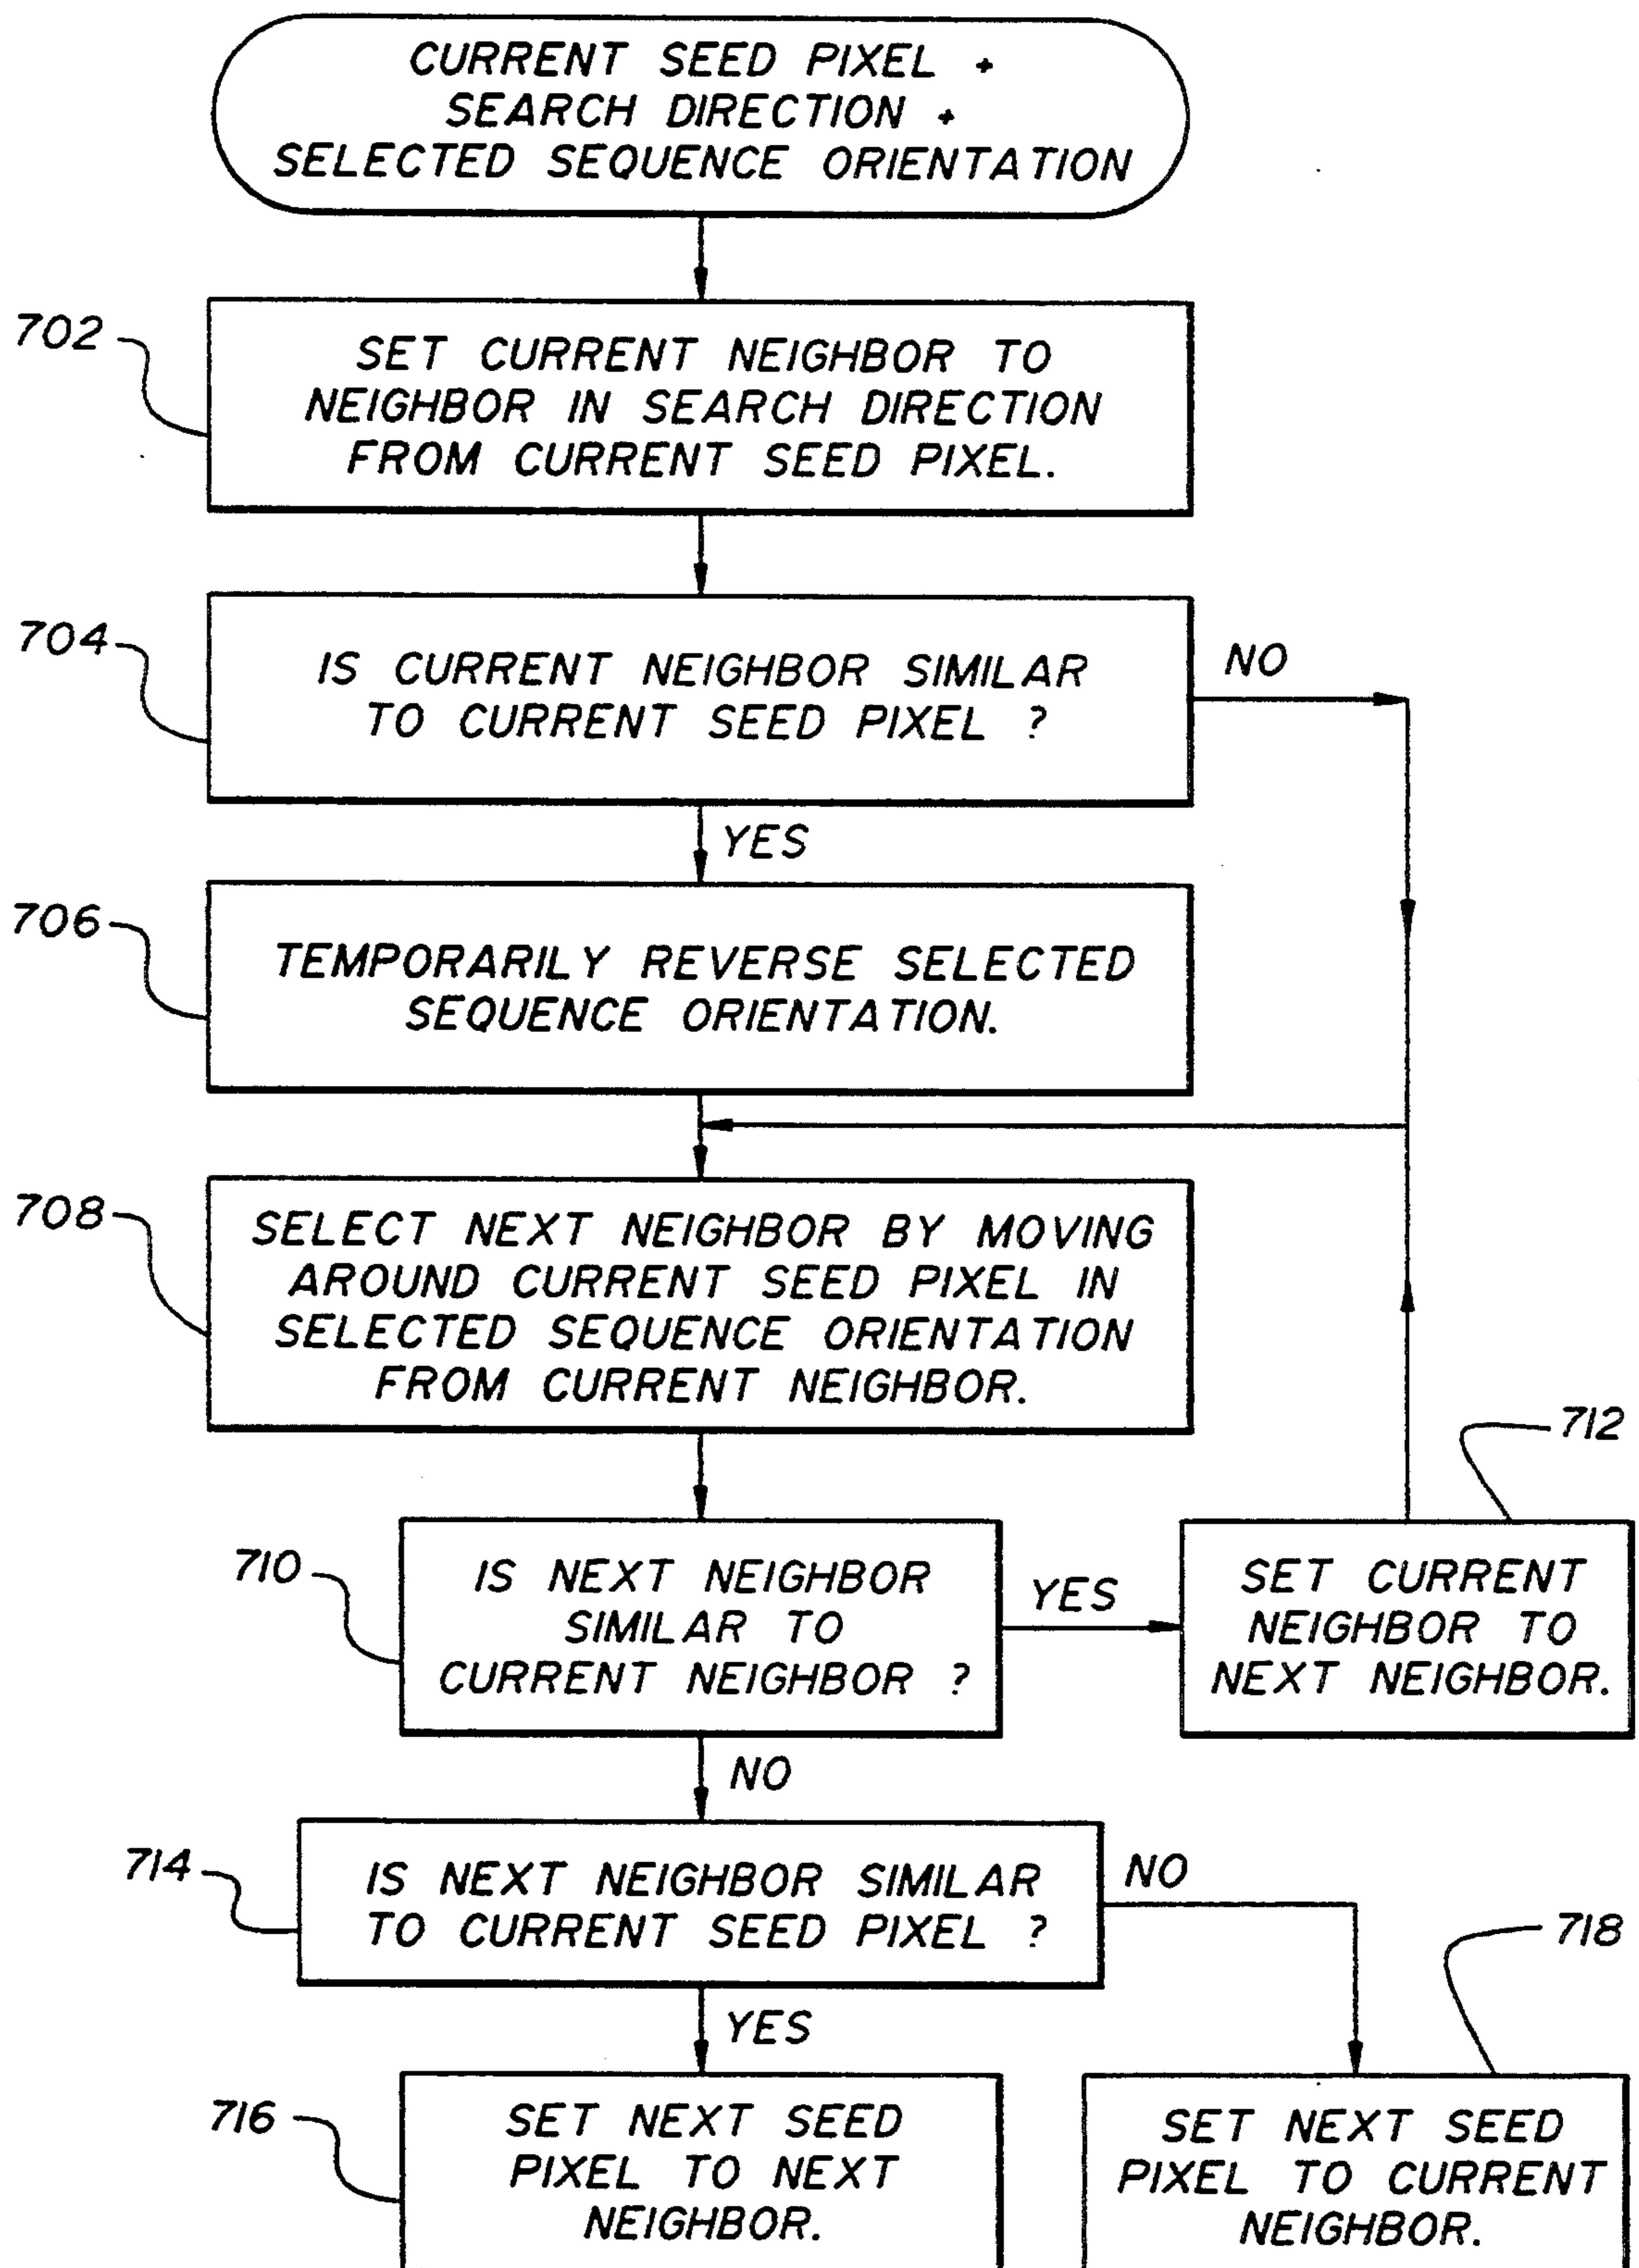 CURRENT SEED PIXEL +
SEARCH DIRECTION +
SELECTED SEQUENCE ORIENTATION
702
SET CURRENT NEIGHBOR TO
NEIGHBOR IN SEARCH DIRECTION
FROM CURRENT SEED PIXEL.
704
IS CURRENT NEIGHBOR SIMILAR
TO CURRENT SEED PIXEL ?
NO
YES
706
TEMPORARILY REVERSE SELECTED
SEQUENCE ORIENTATION.
708
SELECT NEXT NEIGHBOR BY MOVING
AROUND CURRENT SEED PIXEL IN
SELECTED SEQUENCE ORIENTATION
FROM CURRENT NEIGHBOR.
710
IS NEXT NEIGHBOR
SIMILAR TO
CURRENT NEIGHBOR ?
YES
712
SET CURRENT
NEIGHBOR TO
NEXT NEIGHBOR.
NO
714
IS NEXT NEIGHBOR SIMILAR
TO CURRENT SEED PIXEL ?
NO
YES
716
SET NEXT SEED
PIXEL TO NEXT
NEIGHBOR.
718
SET NEXT SEED
PIXEL TO CURRENT
NEIGHBOR.